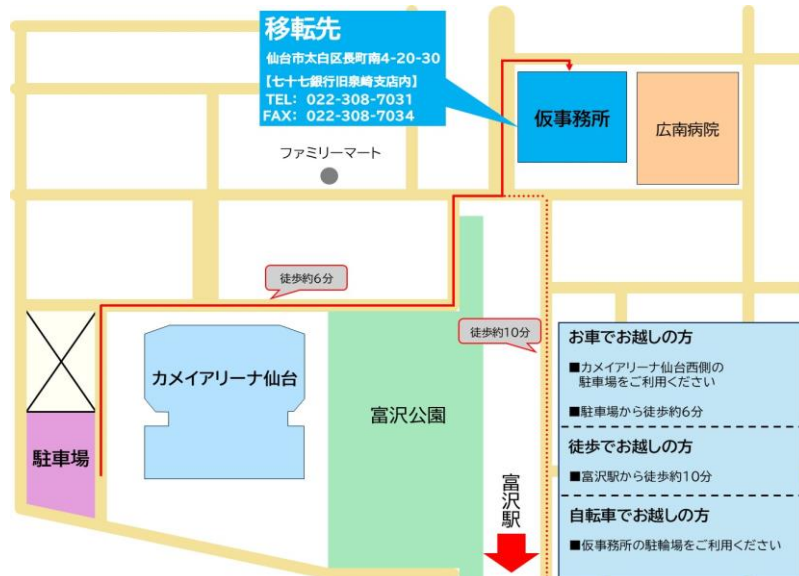 移転先
仙台市太白区長町南4-20-30
【七十七銀行旧泉崎支店内】
TEL: 022-308-7031
FAX: 022-308-7034
仮事務所
広南病院
ファミリーマート
徒歩約6分
徒歩約10分
カメイアリーナ仙台
富沢公園
駐車場
富沢駅
お車でお越しの方
■カメイアリーナ仙台西側の
駐車場をご利用ください
■駐車場から徒歩約6分
徒歩でお越しの方
■富沢駅から徒歩約10分
自転車でお越しの方
■仮事務所の駐輪場をご利用ください